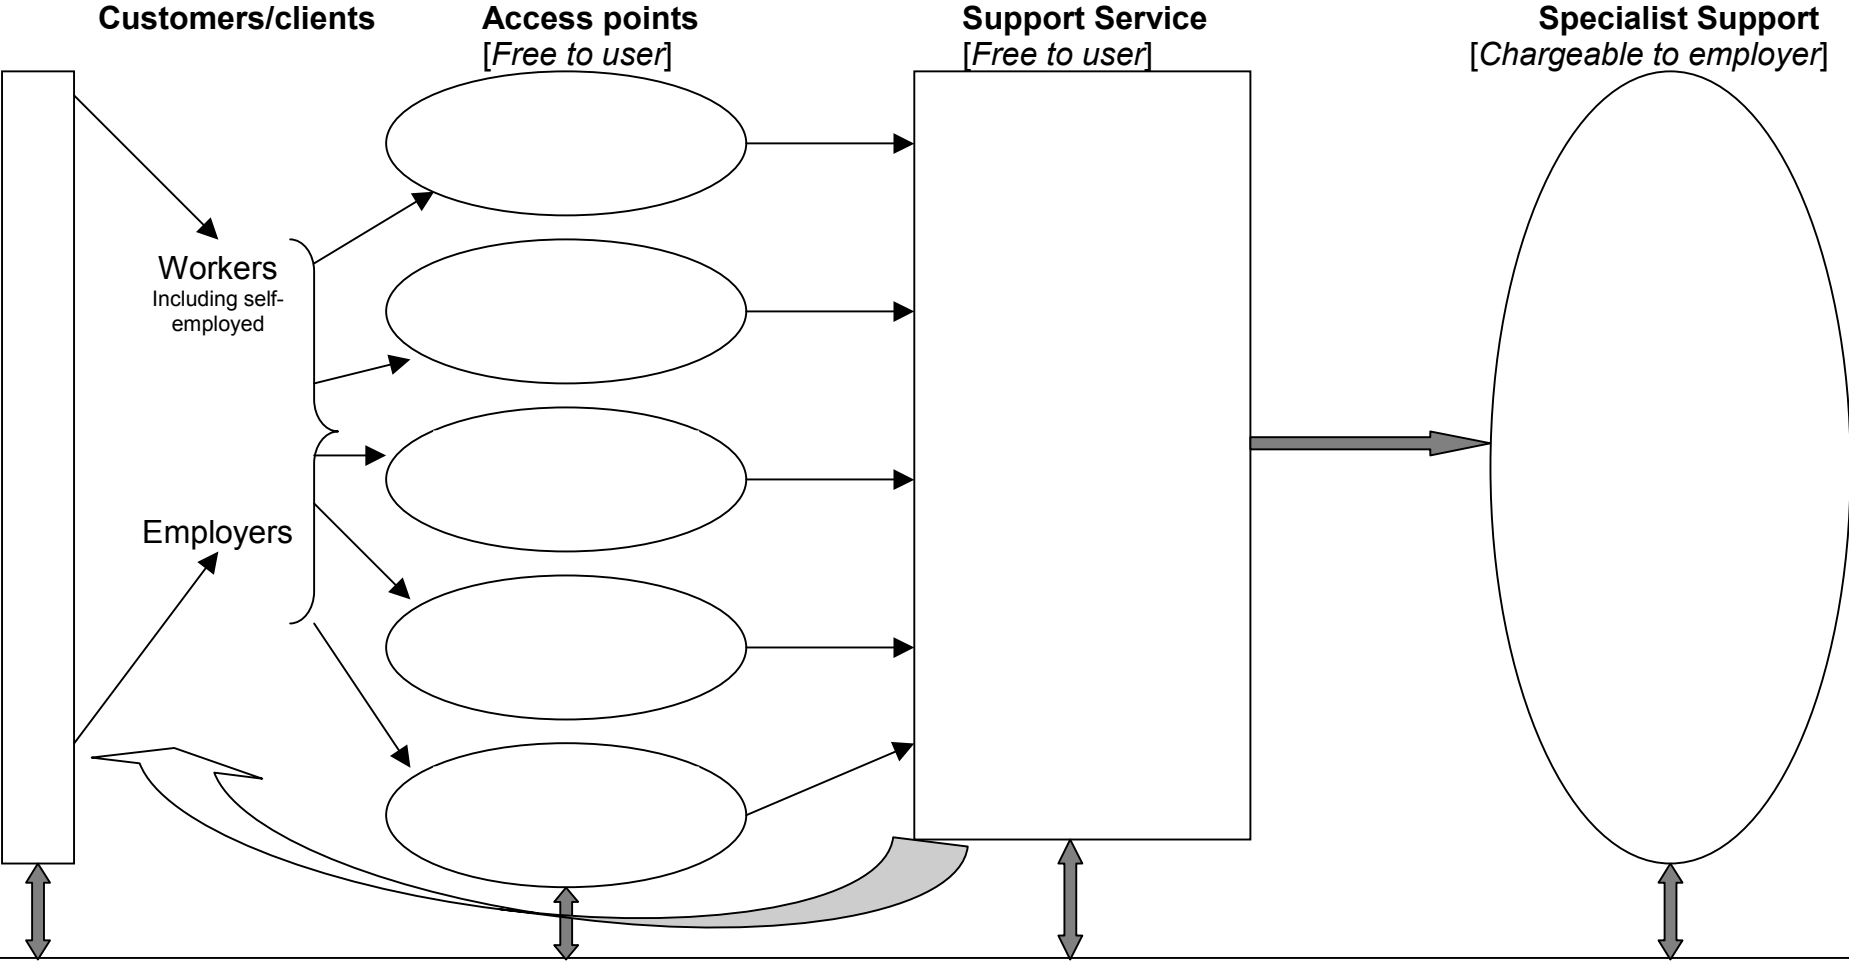 Customers/clients
Access points
[Free to user]
Support Service
[Free to user]
Specialist Support
[Chargeable to employer]
Workers
Including self-
employed
Employers